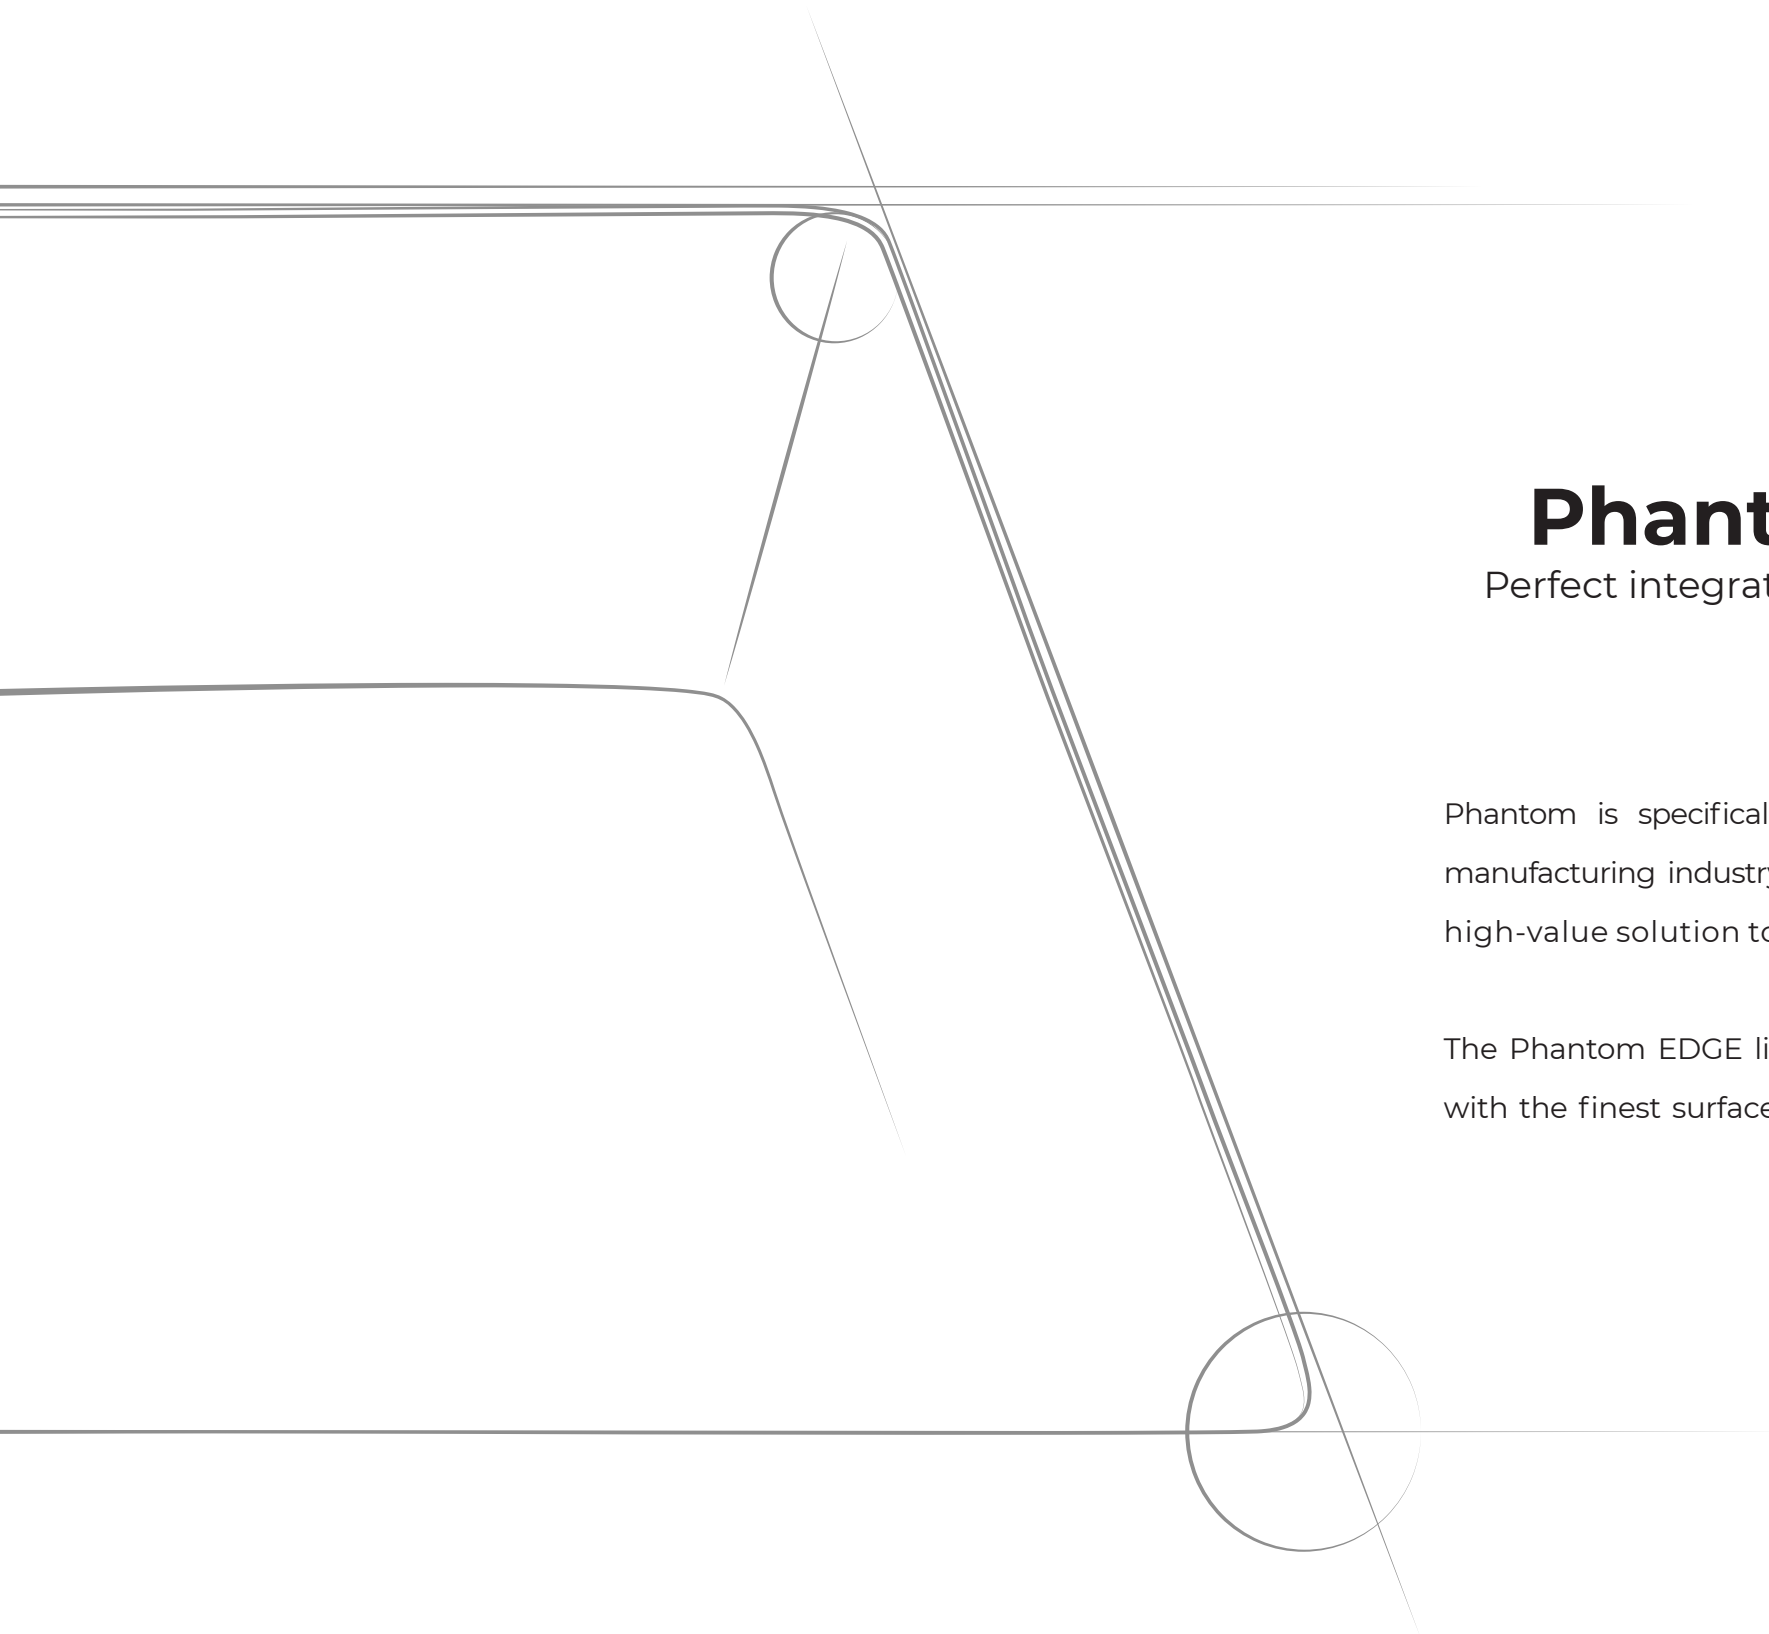 Phant
Perfect integrat
Phantom is specifical
manufacturing industry
high-value solution to
The Phantom EDGE li
with the finest surface